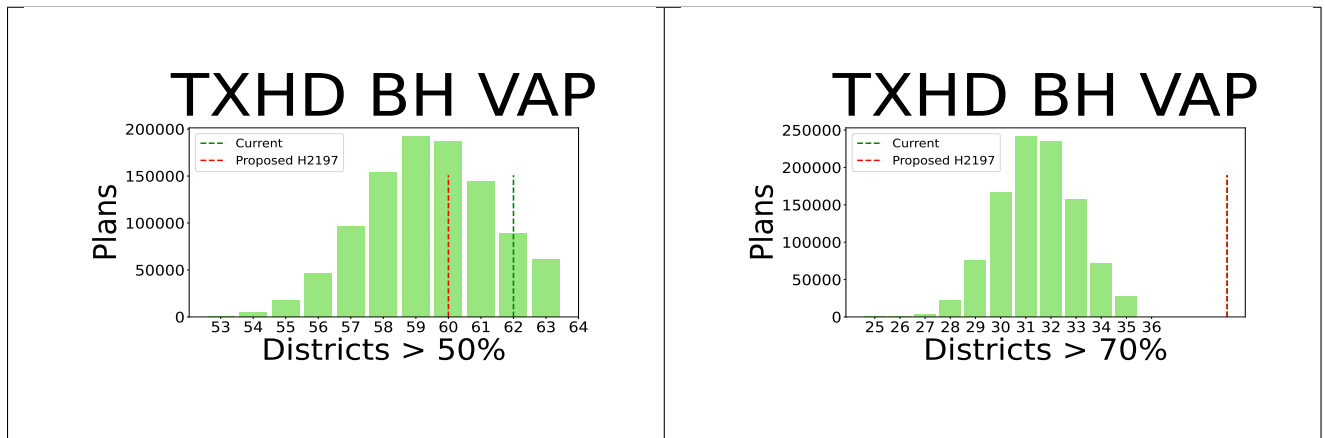 TXHD BH VAP
200000
150000
100000
50000
0
Plans
Current
Proposed H2197
53 54 55 56 57 58 59 60 61 62 63 64
Districts > 50%
TXHD BH VAP
250000
200000
150000
100000
50000
0
Plans
Current
Proposed H2197
25 26 27 28 29 30 31 32 33 34 35 36
Districts > 70%